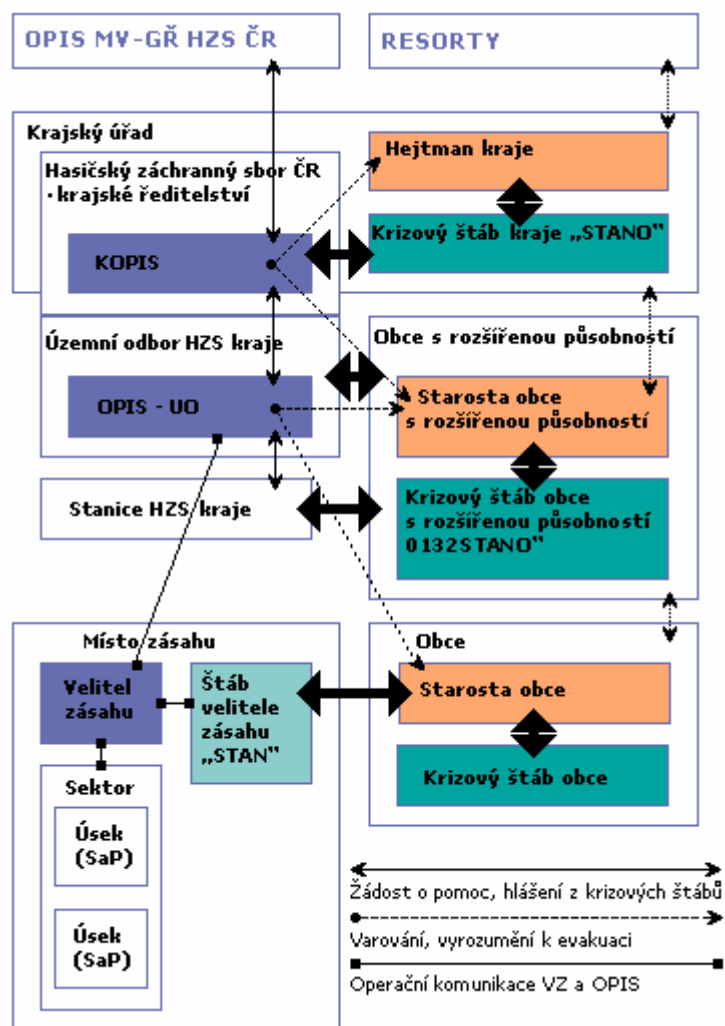 OPIS MV-GŘ HZS ČR
RESORTY
Krajský úřad
Hasičský záchranný sbor ČR
· krajské ředitelství
KOPIS
Hejtman kraje
Krizový štáb kraje „STANO”
Územní odbor HZS kraje
OPIS - UO
Obce s rozšířenou působností
Starosta obce
s rozšířenou působností
Stanice HZS kraje
Krizový štáb obce
s rozšířenou působností
0132STANO”
Místo zásahu
Velitel
zásahu
Štáb
velitele
zásahu
„STAN”
Sektor
Úsek
(SaP)
Úsek
(SaP)
Obce
Starosta obce
Krizový štáb obce
Žádost o pomoc, hlášení z krizových štábů
Varování, vyrozumění k evakuaci
Operační komunikace VZ a OPIS